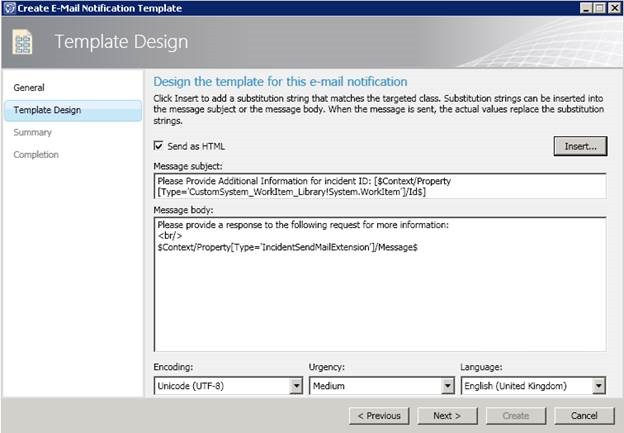 Create E-Mail Notification Template
Template Design
General
Template Design
Summary
Completion
Design the template for this e-mail notification
Click Insert to add a substitution string that matches the targeted class. Substitution strings can be inserted into
the message subject or the message body. When the message is sent, the actual values replace the substitution
strings.
Send as HTML
Insert...
Message subject:
Please Provide Additional Information for incident ID: [$Context/Property
[Type='CustomSystem_WorkItem_Library!System.WorkItem']/Id$]
Message body:
Please provide a response to the following request for more information:
<br/>
$Context/Property[Type='IncidentSendMailExtension']/Message$
Encoding:
Urgency:
Language:
Unicode (UTF-8)
Medium
English (United Kingdom)
< Previous
Next >
Create
Cancel